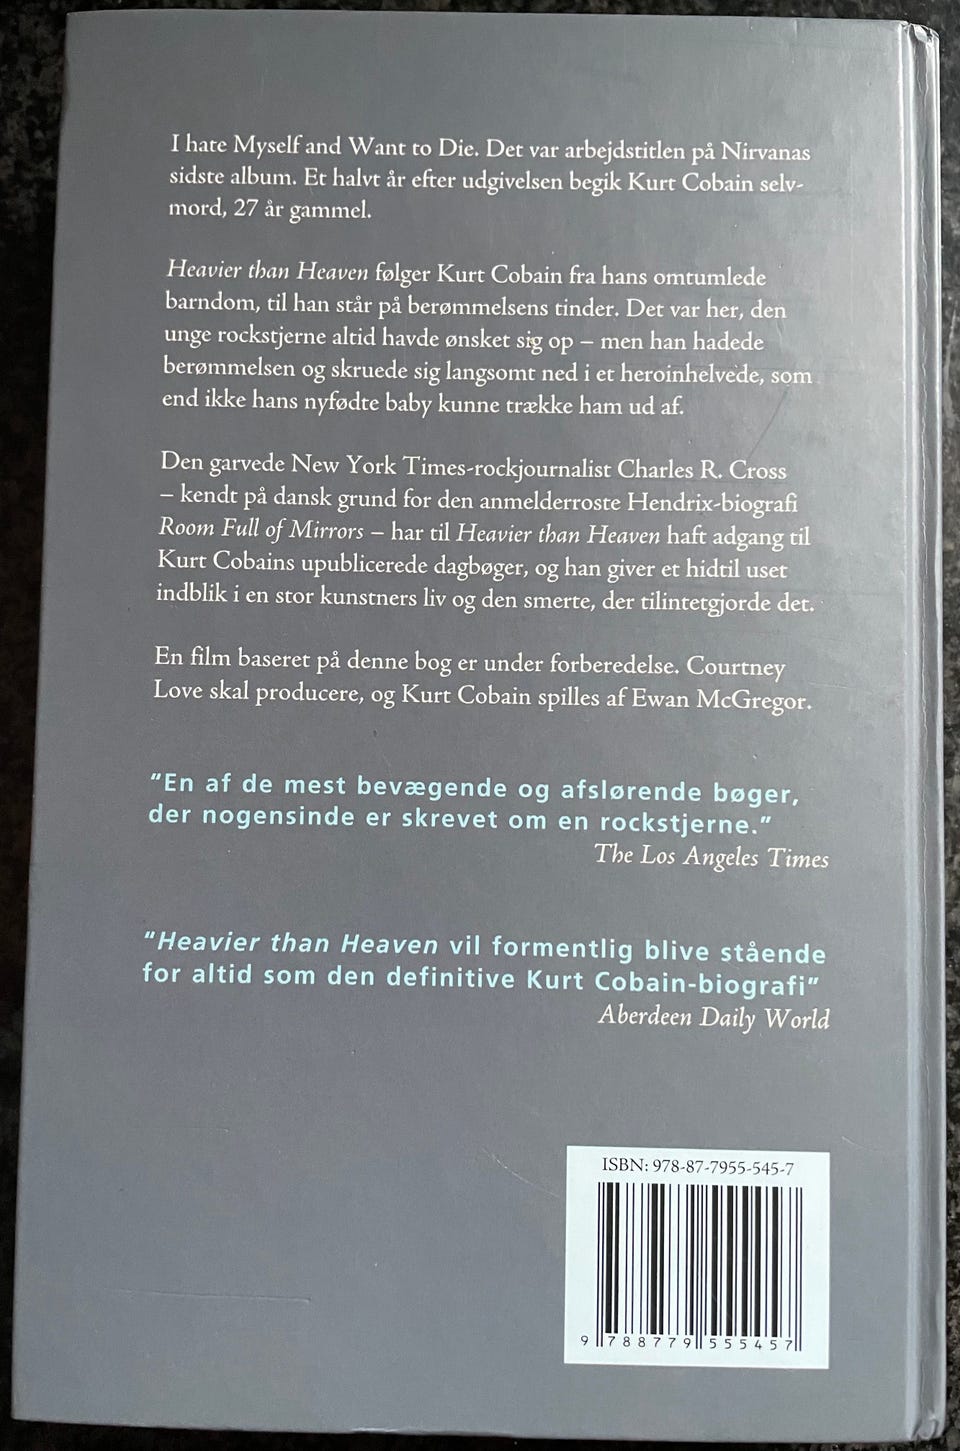 I hate Myself and Want to Die. Det var arbejdstitlen på Nirvanas
sidste album. Et halvt år efter udgivelsen begik Kurt Cobain selv-
mord, 27 år gammel.
Heavier than Heaven følger Kurt Cobain fra hans omtumlede
barndom, til han står på berømmelsens tinder. Det var her, den
unge rockstjerne altid havde ønsket sig op – men han hadede
berømmelsen og skruede sig langsomt ned i et heroinhelvede, som
end ikke hans nyfødte baby kunne trække ham ud af.
Den garvede New York Times-rockjournalist Charles R. Cross
– kendt på dansk grund for den anmelderroste Hendrix-biografi
Room Full of Mirrors – har til Heavier than Heaven haft adgang til
Kurt Cobains upublicerede dagbøger, og han giver et hidtil uset
indblik i en stor kunstners liv og den smerte, der tilintetgjorde det.
En film baseret på denne bog er under forberedelse. Courtney
Love skal producere, og Kurt Cobain spilles af Ewan McGregor.
"En af de mest bevægende og afslørende bøger,
der nogensinde er skrevet om en rockstjerne."
The Los Angeles Times
"Heavier than Heaven vil formentlig blive stående
for altid som den definitive Kurt Cobain-biografi"
Aberdeen Daily World
ISBN: 978-87-7955-545-7
9 788779 555457